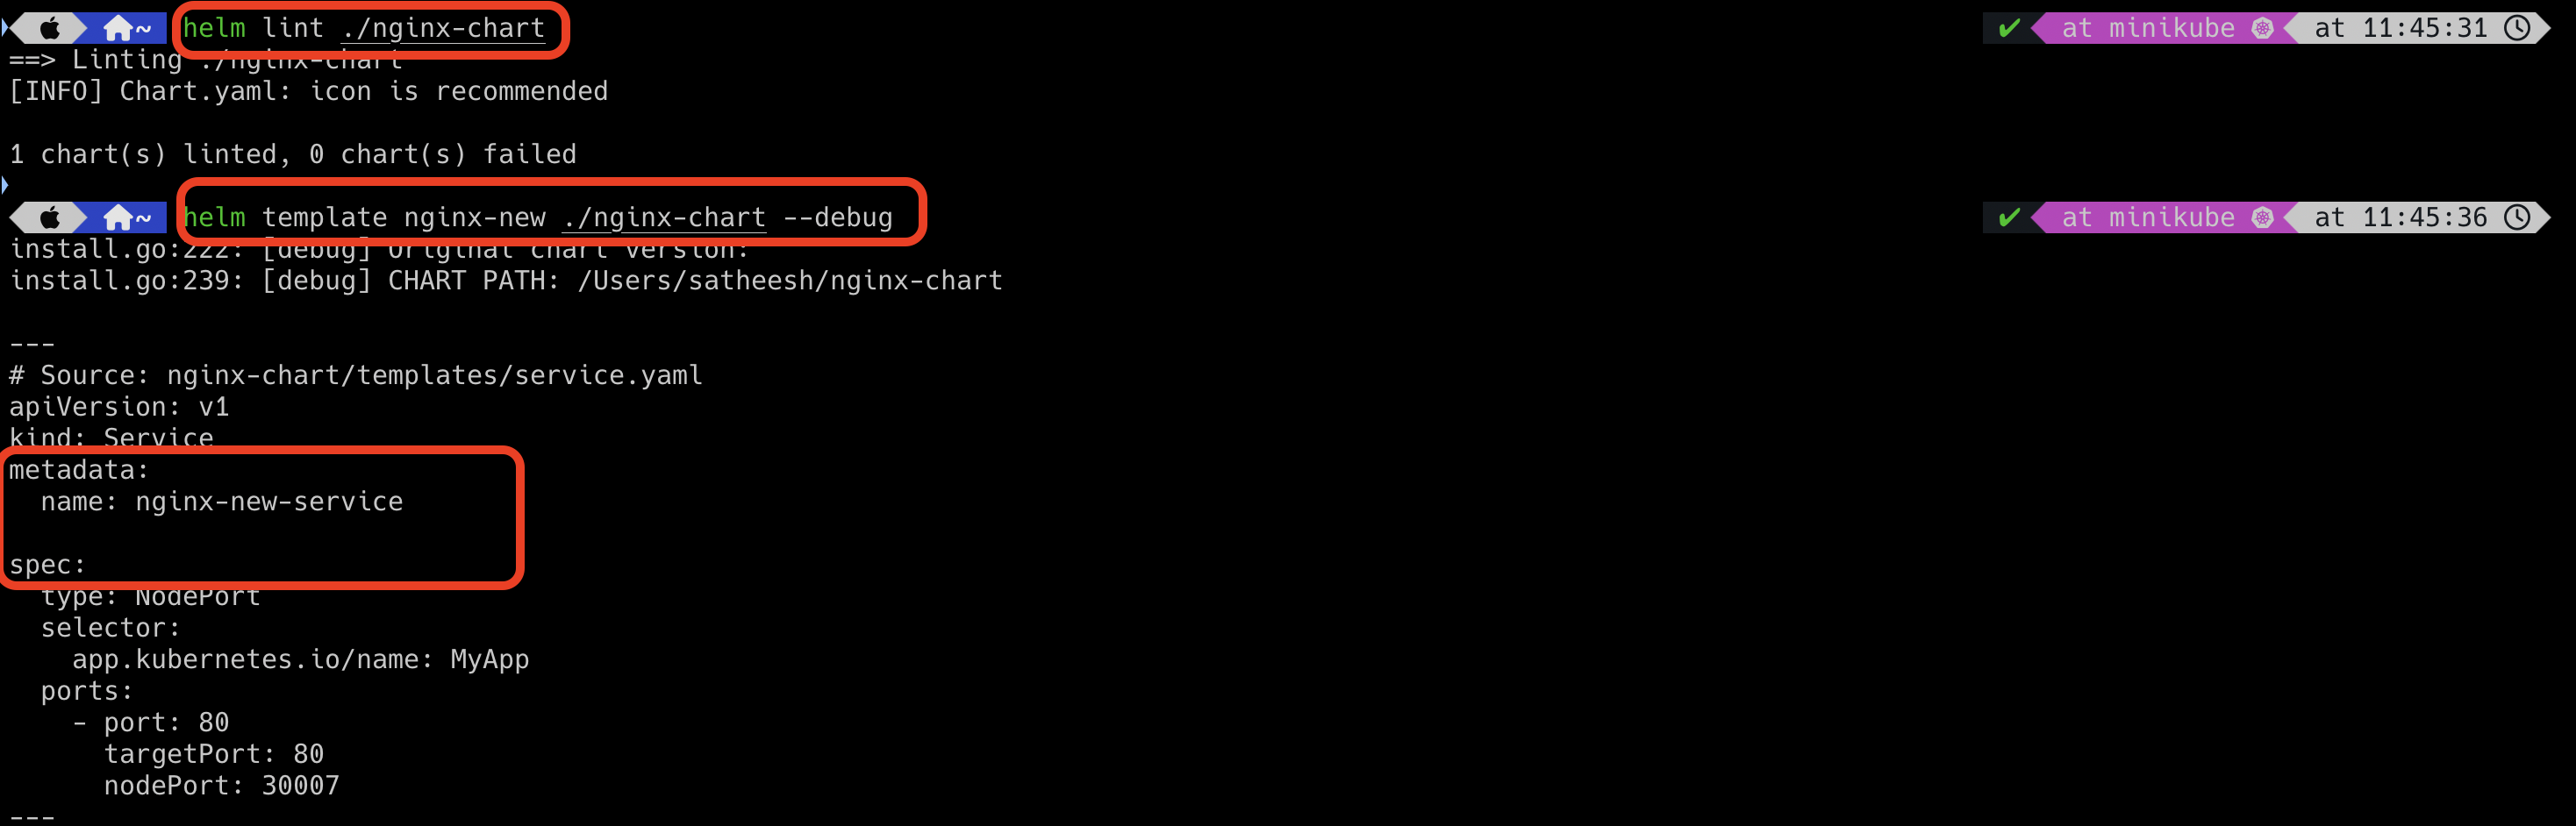 ~ helm lint ./nginx-chart ✔ at minikube at 11:45:31
==> Linting ./nginx-chart
[INFO] Chart.yaml: icon is recommended
1 chart(s) linted, 0 chart(s) failed
~ helm template nginx-new ./nginx-chart --debug ✔ at minikube at 11:45:36
install.go:222: [debug] Original chart version:
install.go:239: [debug] CHART PATH: /Users/satheesh/nginx-chart
---
# Source: nginx-chart/templates/service.yaml
apiVersion: v1
kind: Service
metadata:
  name: nginx-new-service
spec:
  type: NodePort
  selector:
    app.kubernetes.io/name: MyApp
  ports:
    - port: 80
      targetPort: 80
      nodePort: 30007
---